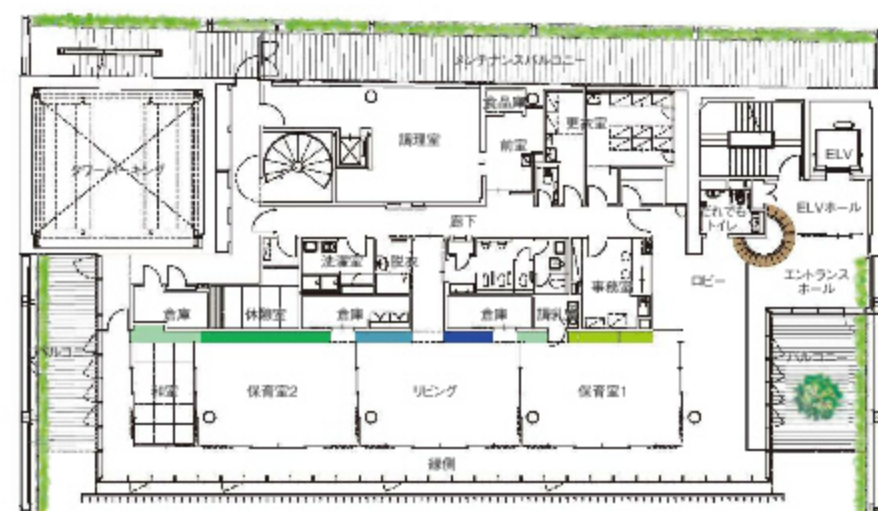 メンテナンスバルコニー
食品庫
更衣室
調理室
前室
ELV
タワーパーキング
だれでも
トイレ
ELVホール
廊下
洗濯室
脱衣
事務室
ロビー
エントランス
ホール
倉庫
休憩室
倉庫
倉庫
調乳室
バルコニー
バルコニー
和室
保育室2
リビング
保育室1
縁側